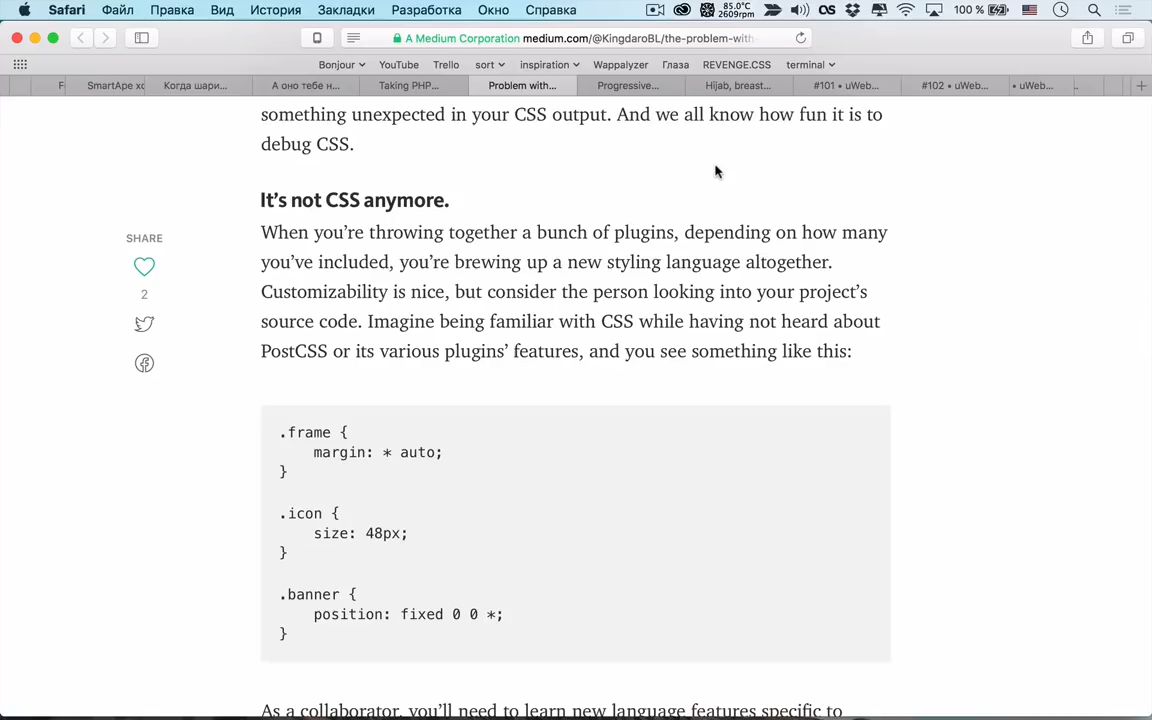 Safari Файл Правка Вид История Закладки Разработка Окно Справка 85.0°C 2609rpm 100 %
A Medium Corporation medium.com/@KingdaroBL/the-problem-with-
Bonjour YouTube Trello sort inspiration Wappalyzer Глаза REVENGE.CSS terminal
F SmartApe хо Когда шари... А оно тебе н... Taking PHP... Problem with... Progressive... Hijab, breast... #101 • uWeb... #102 • uWeb... • uWeb... ..
something unexpected in your CSS output. And we all know how fun it is to
debug CSS.
It’s not CSS anymore.
When you’re throwing together a bunch of plugins, depending on how many
you’ve included, you’re brewing up a new styling language altogether.
Customizability is nice, but consider the person looking into your project’s
source code. Imagine being familiar with CSS while having not heard about
PostCSS or its various plugins’ features, and you see something like this:
SHARE
2
.frame {
margin: * auto;
}
.icon {
size: 48px;
}
.banner {
position: fixed 0 0 *;
}
As a collaborator, you’ll need to learn new language features specific to